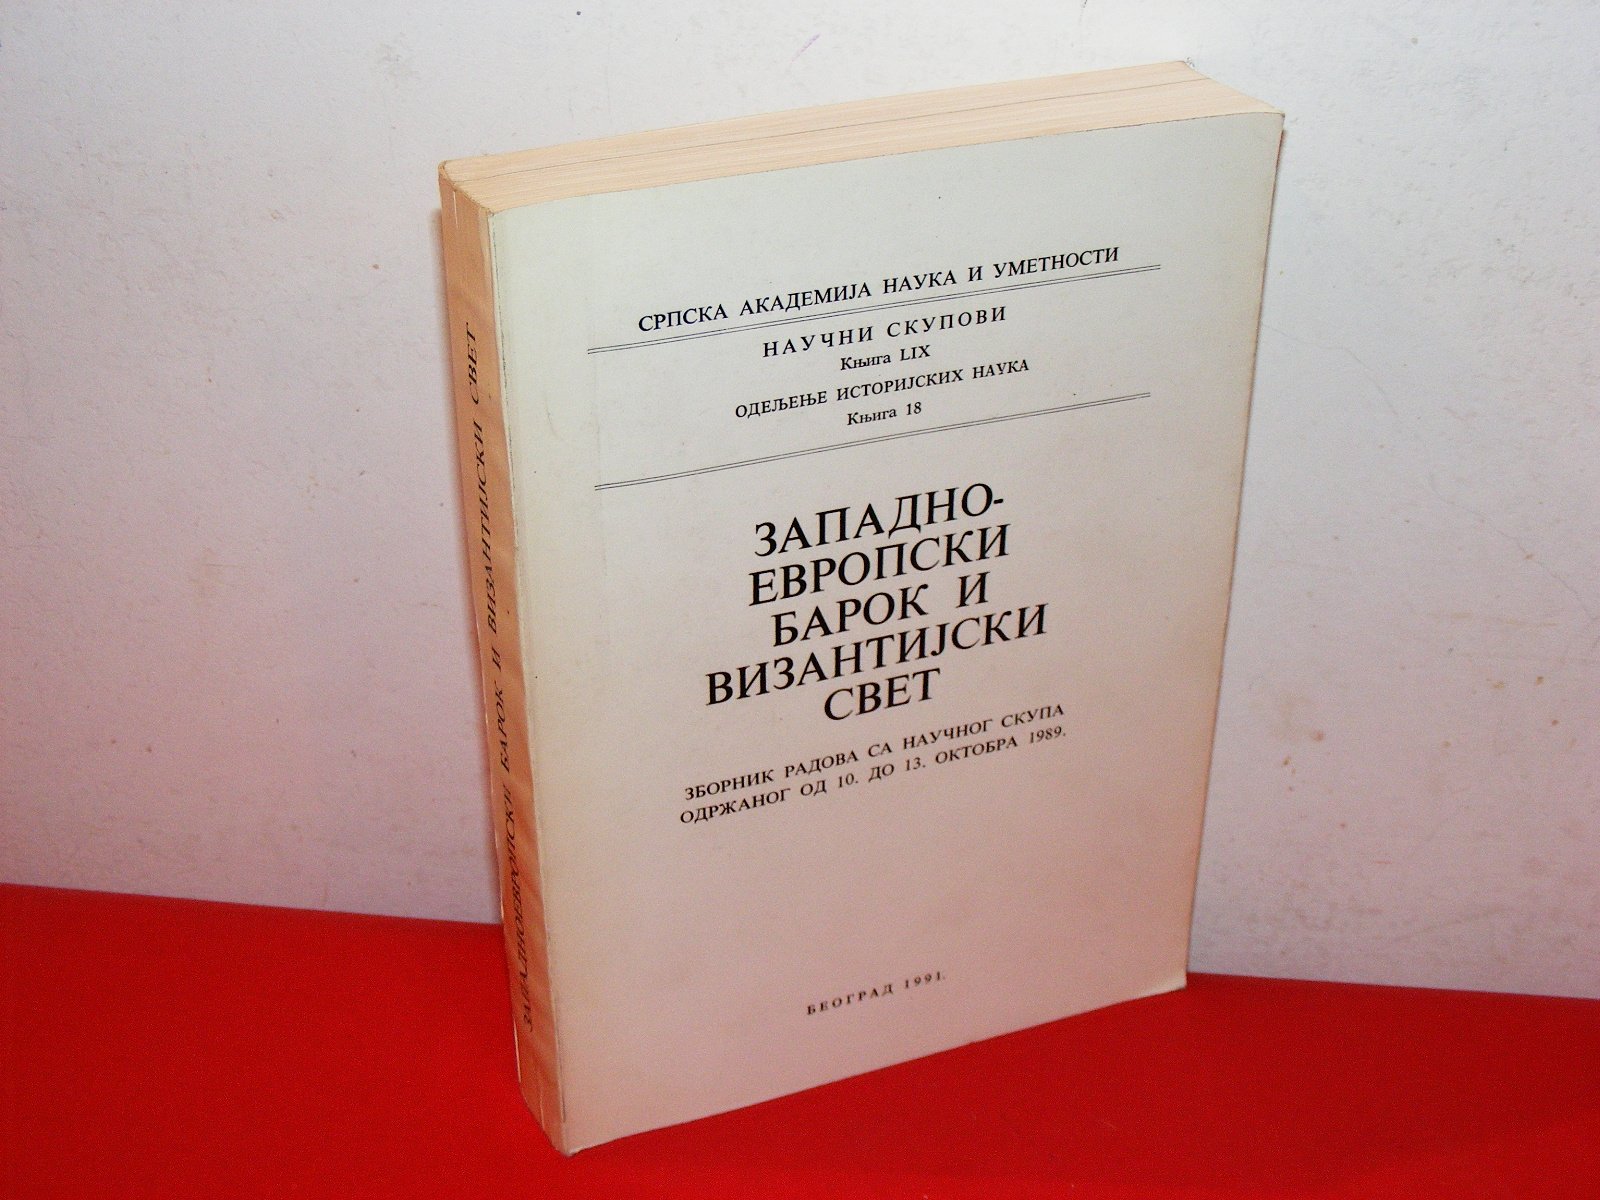 СРПСКА АКАДЕМИЈА НАУКА И УМЕТНОСТИ
НАУЧНИ СКУПОВИ
Књига LIX
ОДЕЉЕЊЕ ИСТОРИЈСКИХ НАУКА
Књига 18
ЗАПАДНО-
ЕВРОПСКИ
БАРОК И
ВИЗАНТИЈСКИ
СВЕТ
ЗБОРНИК РАДОВА СА НАУЧНОГ СКУПА
ОДРЖАНОГ ОД 10. ДО 13. ОКТОБРА 1989.
БЕОГРАД 1991.
ЗАПАДНОЕВРОПСКИ БАРОК И ВИЗАНТИЈСКИ СВЕТ